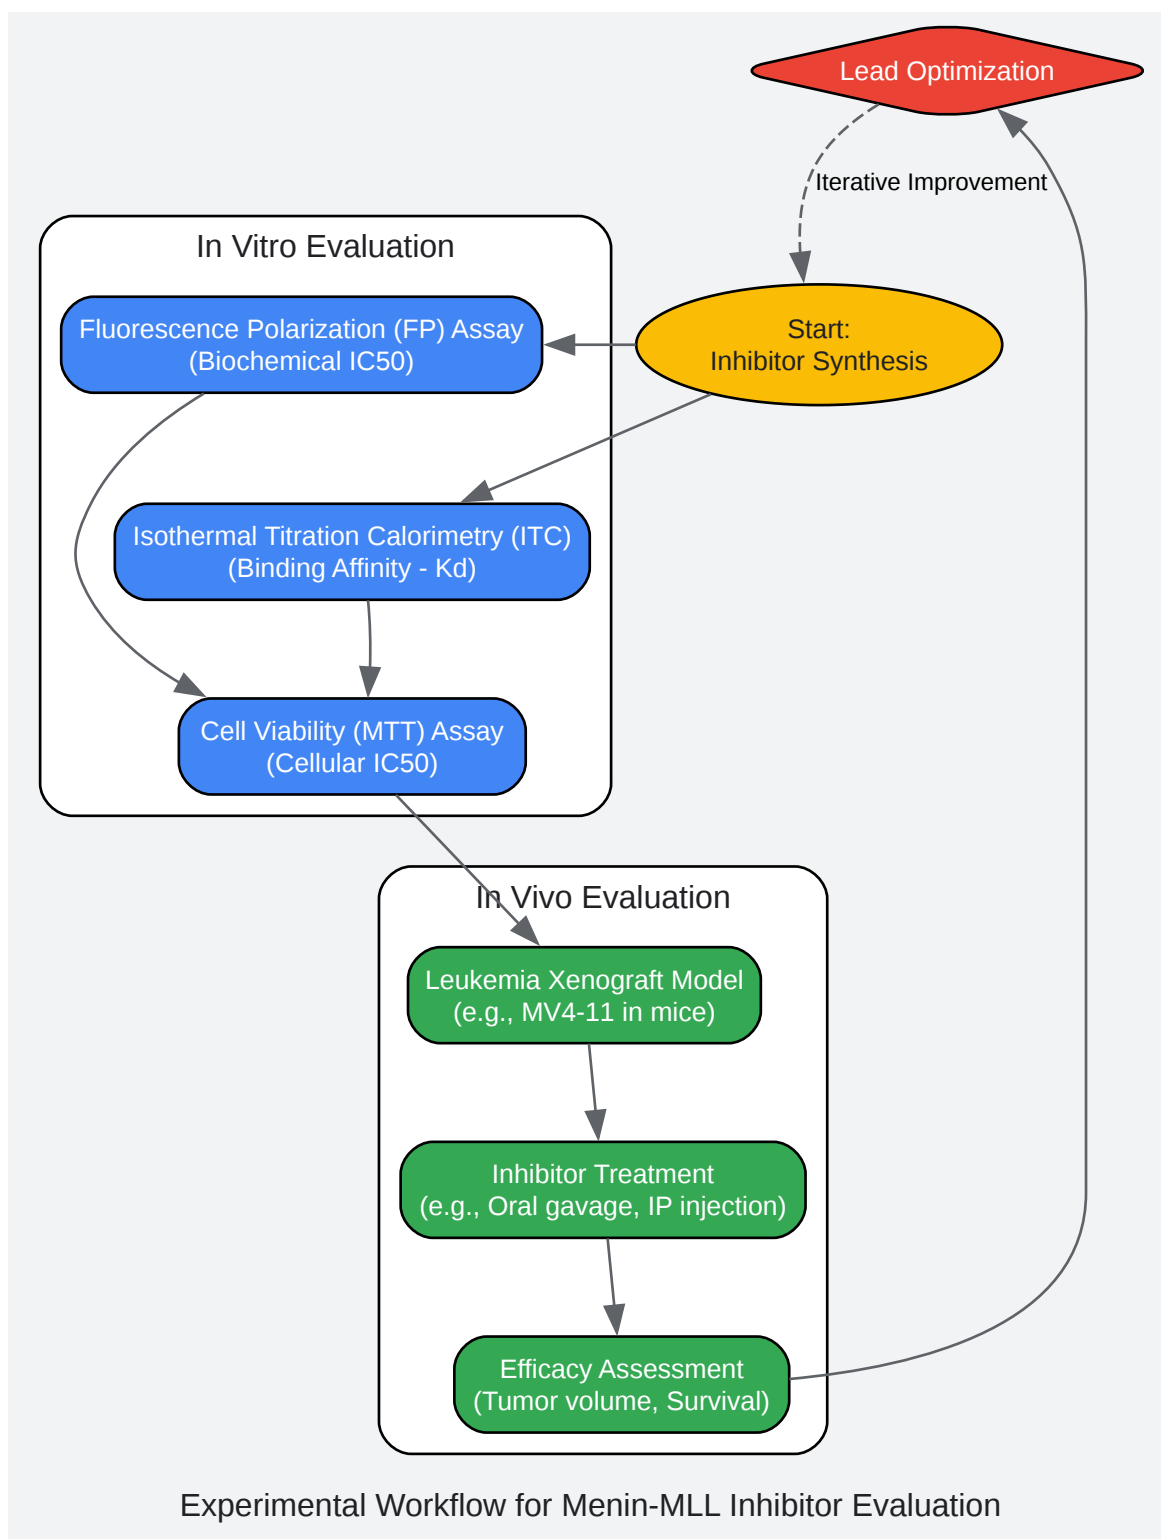 Lead Optimization
Iterative Improvement
In Vitro Evaluation
Fluorescence Polarization (FP) Assay
(Biochemical IC50)
Start:
Inhibitor Synthesis
Isothermal Titration Calorimetry (ITC)
(Binding Affinity - Kd)
Cell Viability (MTT) Assay
(Cellular IC50)
In Vivo Evaluation
Leukemia Xenograft Model
(e.g., MV4-11 in mice)
Inhibitor Treatment
(e.g., Oral gavage, IP injection)
Efficacy Assessment
(Tumor volume, Survival)
Experimental Workflow for Menin-MLL Inhibitor Evaluation